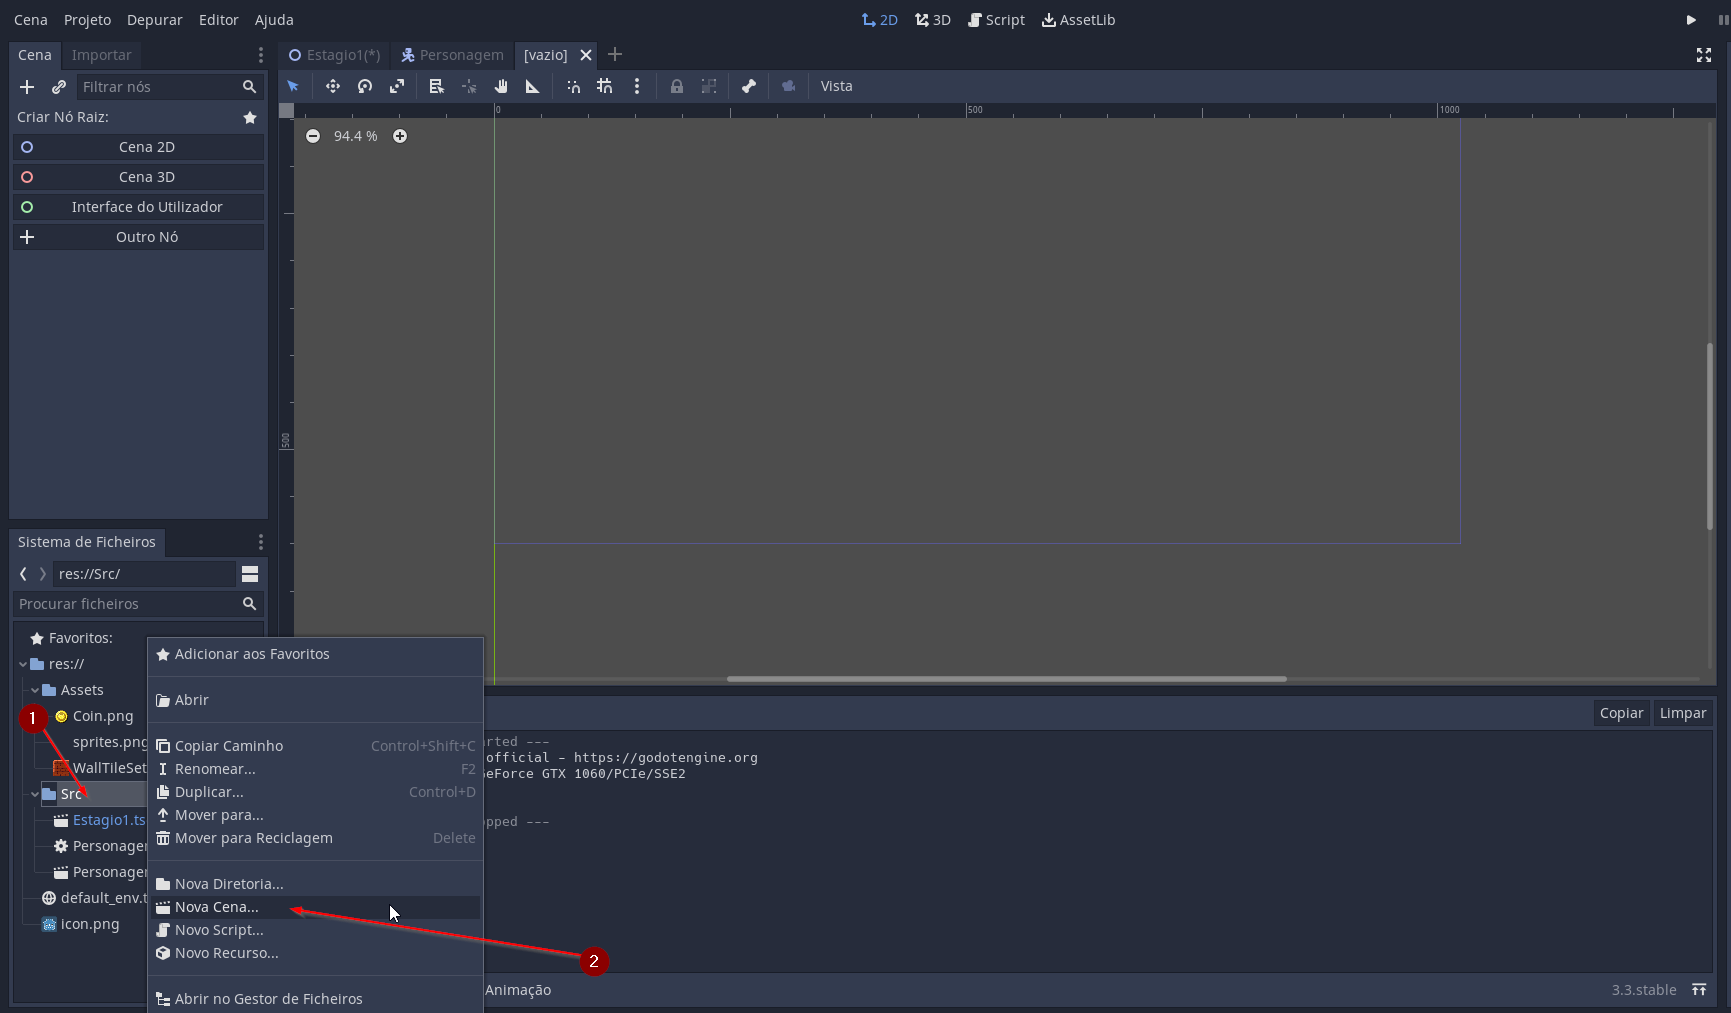 Cena Projeto Depurar Editor Ajuda 2D 3D Script AssetLib
Cena Importar
Estagio1(*) Personagem [vazio]
Filtrar nós
Vista
Criar Nó Raiz:
0 500 1000
94.4 %
Cena 2D
Cena 3D
Interface do Utilizador
Outro Nó
500
Sistema de Ficheiros
res://Src/
Procurar ficheiros
Favoritos:
res://
Assets
Coin.png
sprites.png
WallTileSet
Src
Estagio1.ts
Personager
Personager
default_env.t
icon.png
1
Adicionar aos Favoritos
Abrir
Copiar Caminho Control+Shift+C
Renomear... F2
Duplicar... Control+D
Mover para...
Mover para Reciclagem Delete
Nova Diretoria...
Nova Cena...
Novo Script...
Novo Recurso...
Abrir no Gestor de Ficheiros
2
Copiar Limpar
rted ---
official - https://godotengine.org
eForce GTX 1060/PCIe/SSE2
pped ---
Animação
3.3.stable